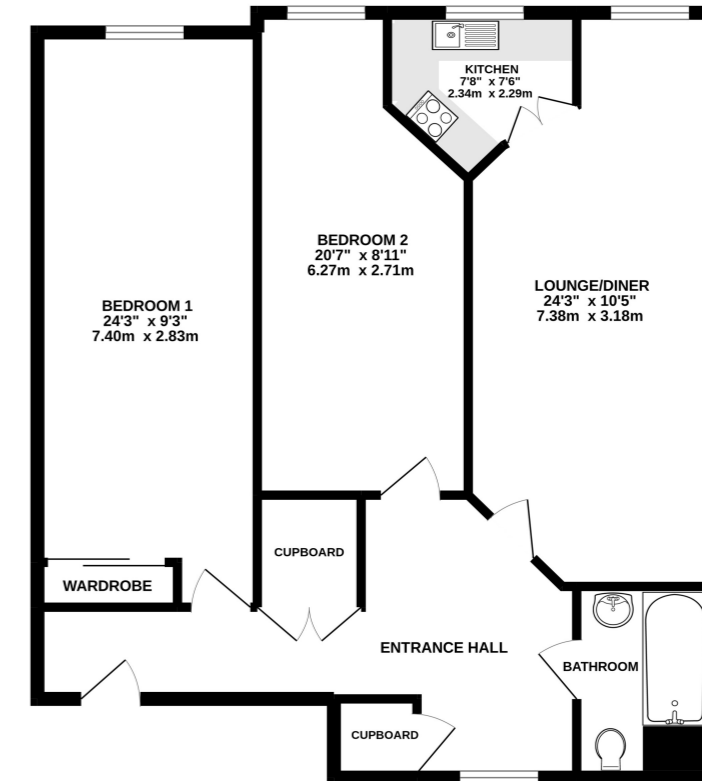 KITCHEN
7'8" x 7'6"
2.34m x 2.29m
BEDROOM 2
20'7" x 8'11"
6.27m x 2.71m
LOUNGE/DINER
24'3" x 10'5"
7.38m x 3.18m
BEDROOM 1
24'3" x 9'3"
7.40m x 2.83m
CUPBOARD
WARDROBE
ENTRANCE HALL
BATHROOM
CUPBOARD